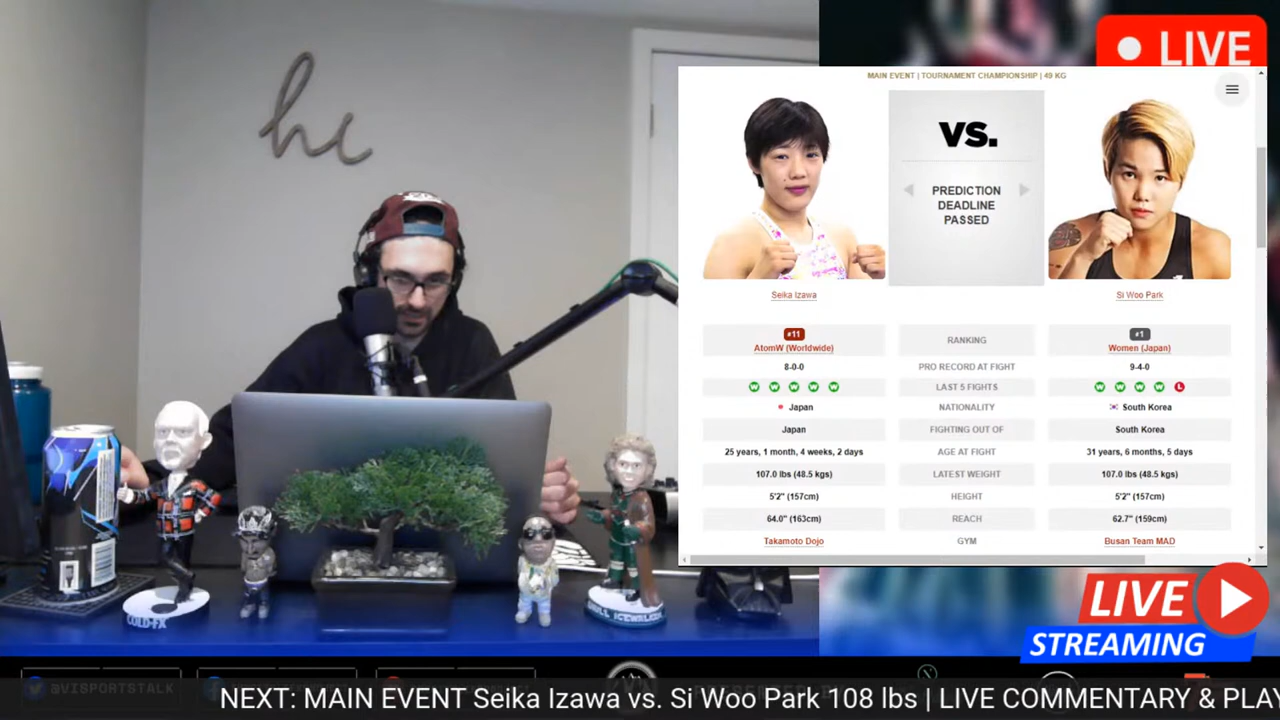 hi
LIVE
MAIN EVENT | TOURNAMENT CHAMPIONSHIP | 49 KG
VS.
PREDICTION
DEADLINE
PASSED
Seika Izawa
Si Woo Park
#11
AtomW (Worldwide)
RANKING
#1
Women (Japan)
8-0-0
PRO RECORD AT FIGHT
9-4-0
W W W W W
LAST 5 FIGHTS
W W W W L
Japan
NATIONALITY
South Korea
Japan
FIGHTING OUT OF
South Korea
25 years, 1 month, 4 weeks, 2 days
AGE AT FIGHT
31 years, 6 months, 5 days
107.0 lbs (48.5 kgs)
LATEST WEIGHT
107.0 lbs (48.5 kgs)
5'2" (157cm)
HEIGHT
5'2" (157cm)
64.0" (163cm)
REACH
62.7" (159cm)
Takamoto Dojo
GYM
Busan Team MAD
COLD-FX
LIVE
STREAMING
@VISPORTSTALK
NEXT: MAIN EVENT Seika Izawa vs. Si Woo Park 108 lbs | LIVE COMMENTARY & PLAY